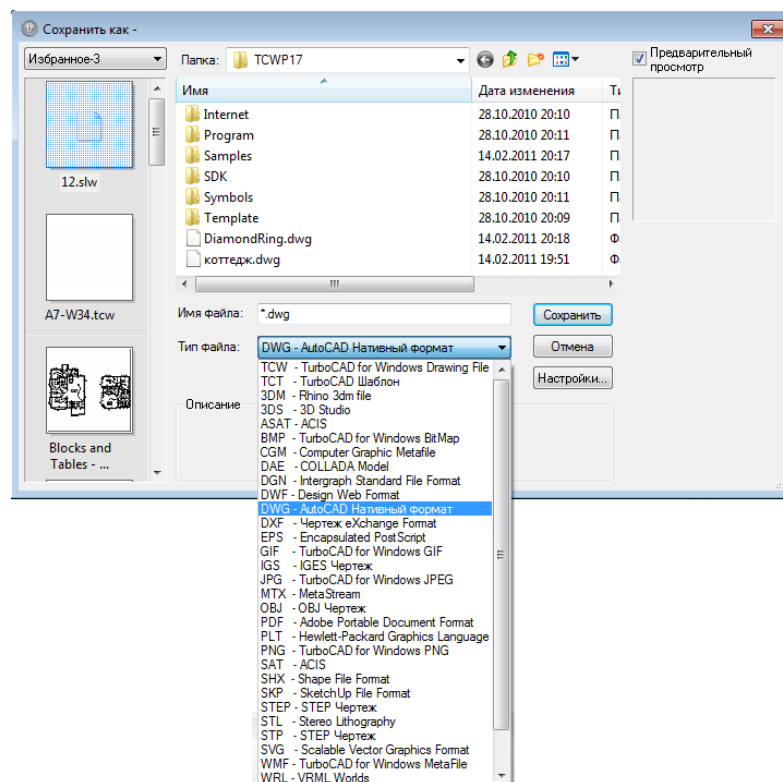 Сохранить как -
Избранное-3
Папка: TCWP17
Предварительный
просмотр
Имя Дата изменения Ти
Internet 28.10.2010 20:10 П
Program 28.10.2010 20:11 П
Samples 14.02.2011 20:17 П
SDK 28.10.2010 20:10 П
Symbols 28.10.2010 20:11 П
Template 28.10.2010 20:09 П
DiamondRing.dwg 14.02.2011 20:18 Ф
коттедж.dwg 14.02.2011 19:51 Ф
12.slw
A7-W34.tcw
Blocks and
Tables - ...
Имя файла: *.dwg Сохранить
Тип файла: DWG - AutoCAD Нативный формат Отмена
Настройки...
Описание
TCW - TurboCAD for Windows Drawing File
TCT - TurboCAD Шаблон
3DM - Rhino 3dm file
3DS - 3D Studio
ASAT - ACIS
BMP - TurboCAD for Windows BitMap
CGM - Computer Graphic Metafile
DAE - COLLADA Model
DGN - Intergraph Standard File Format
DWF - Design Web Format
DWG - AutoCAD Нативный формат
DXF - Чертеж eXchange Format
EPS - Encapsulated PostScript
GIF - TurboCAD for Windows GIF
IGS - IGES Чертеж
JPG - TurboCAD for Windows JPEG
MTX - MetaStream
OBJ - OBJ Чертеж
PDF - Adobe Portable Document Format
PLT - Hewlett-Packard Graphics Language
PNG - TurboCAD for Windows PNG
SAT - ACIS
SHX - Shape File Format
SKP - SketchUp File Format
STEP - STEP Чертеж
STL - Stereo Lithography
STP - STEP Чертеж
SVG - Scalable Vector Graphics Format
WMF - TurboCAD for Windows MetaFile
WRL - VRML Worlds